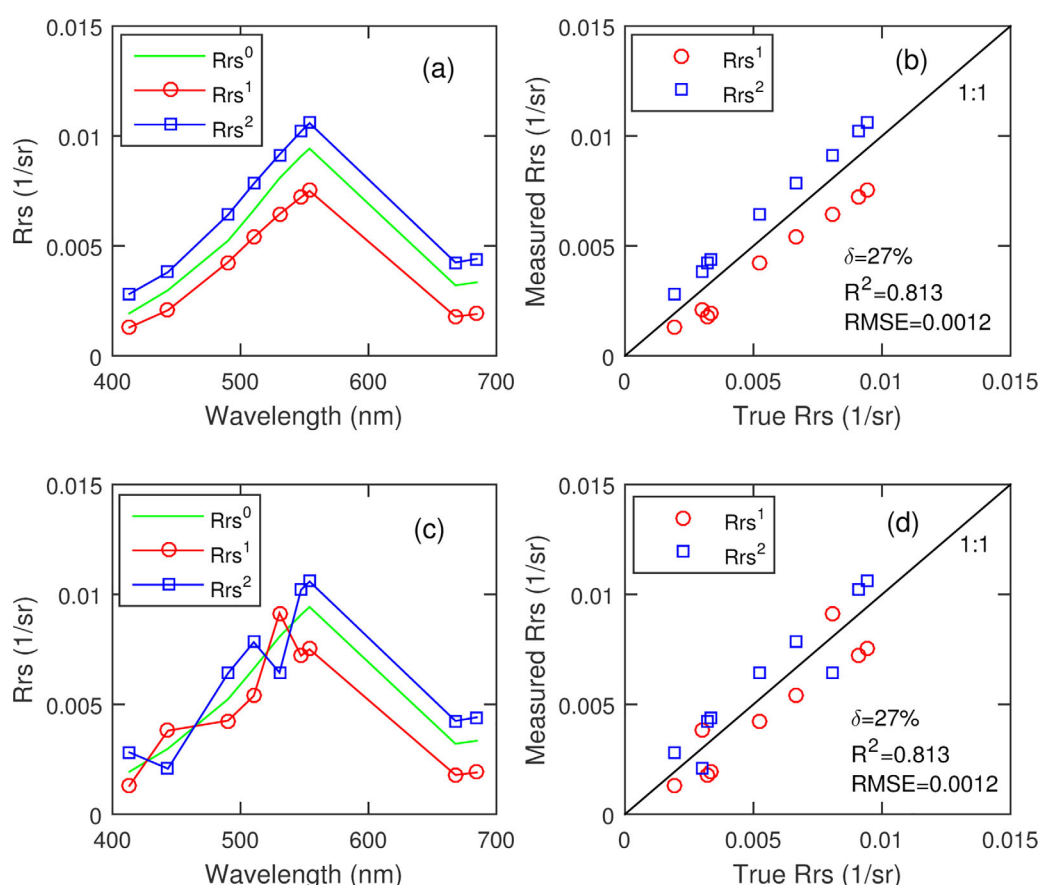 0.015
0.01
0.005
0
Rrs (1/sr)
Rrs⁰
Rrs¹
Rrs²
(a)
400 500 600 700
Wavelength (nm)
0.015
0.01
0.005
0
Measured Rrs (1/sr)
Rrs¹
Rrs²
(b)
1:1
δ=27%
R²=0.813
RMSE=0.0012
0 0.005 0.01 0.015
True Rrs (1/sr)
0.015
0.01
0.005
0
Rrs (1/sr)
Rrs⁰
Rrs¹
Rrs²
(c)
400 500 600 700
Wavelength (nm)
0.015
0.01
0.005
0
Measured Rrs (1/sr)
Rrs¹
Rrs²
(d)
1:1
δ=27%
R²=0.813
RMSE=0.0012
0 0.005 0.01 0.015
True Rrs (1/sr)